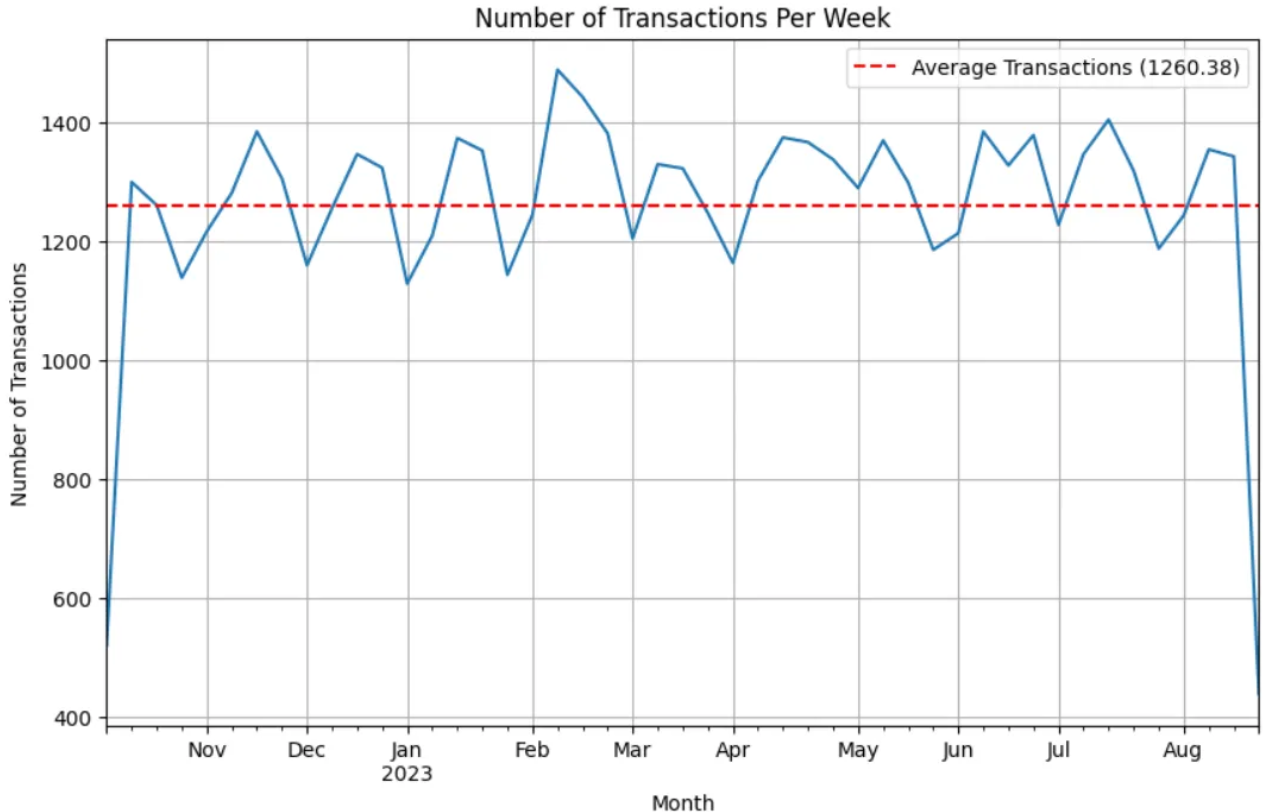 Number of Transactions Per Week
Average Transactions (1260.38)
Number of Transactions
1400
1200
1000
800
600
400
Nov Dec Jan Feb Mar Apr May Jun Jul Aug
2023
Month